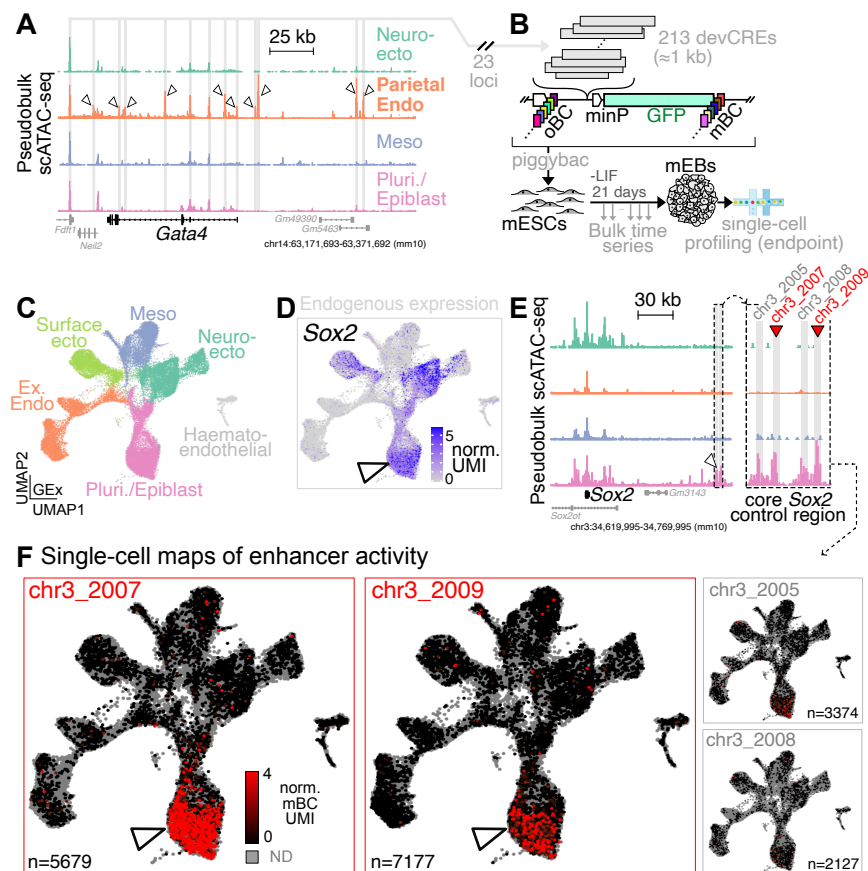 A
25 kb
Neuro-
ecto
Parietal
Endo
Meso
Pluri./
Epiblast
Pseudobulk
scATAC-seq
Fdft1
Neil2
Gata4
Gm49390
Gm5463
chr14:63,171,693-63,371,692 (mm10)
B
23
loci
213 devCREs
(≈1 kb)
oBC
minP
GFP
mBC
piggybac
mESCs
-LIF
21 days
Bulk time
series
mEBs
single-cell
profiling (endpoint)
C
Meso
Surface
ecto
Neuro-
ecto
Ex.
Endo
Haemato-
endothelial
Pluri./Epiblast
UMAP2
GEx
UMAP1
D
Endogenous expression
Sox2
5
0
norm.
UMI
E
30 kb
Pseudobulk scATAC-seq
chr3_2005
chr3_2007
chr3_2008
chr3_2009
Sox2
Gm3143
Sox2ot
chr3:34,619,995-34,769,995 (mm10)
core Sox2
control region
F Single-cell maps of enhancer activity
chr3_2007
4
0
norm.
mBC
UMI
ND
n=5679
chr3_2009
n=7177
chr3_2005
n=3374
chr3_2008
n=2127